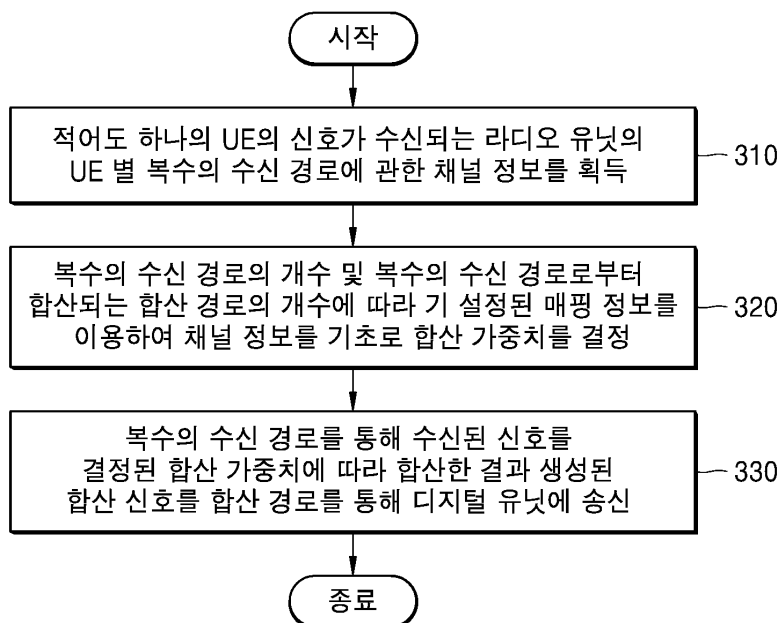 시작
적어도 하나의 UE의 신호가 수신되는 라디오 유닛의
UE 별 복수의 수신 경로에 관한 채널 정보를 획득
310
복수의 수신 경로의 개수 및 복수의 수신 경로로부터
합산되는 합산 경로의 개수에 따라 기 설정된 매핑 정보를
이용하여 채널 정보를 기초로 합산 가중치를 결정
320
복수의 수신 경로를 통해 수신된 신호를
결정된 합산 가중치에 따라 합산한 결과 생성된
합산 신호를 합산 경로를 통해 디지털 유닛에 송신
330
종료